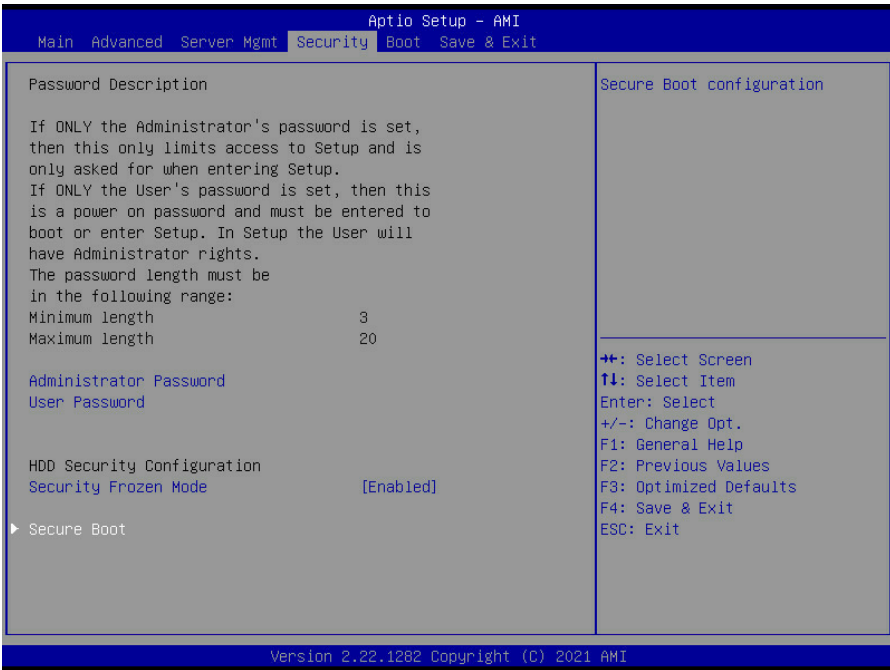 Aptio Setup - AMI
Main Advanced Server Mgmt Security Boot Save & Exit
Password Description
If ONLY the Administrator's password is set,
then this only limits access to Setup and is
only asked for when entering Setup.
If ONLY the User's password is set, then this
is a power on password and must be entered to
boot or enter Setup. In Setup the User will
have Administrator rights.
The password length must be
in the following range:
Minimum length 3
Maximum length 20
Administrator Password
User Password
HDD Security Configuration
Security Frozen Mode [Enabled]
Secure Boot
Secure Boot configuration
→←: Select Screen
↑↓: Select Item
Enter: Select
+/-: Change Opt.
F1: General Help
F2: Previous Values
F3: Optimized Defaults
F4: Save & Exit
ESC: Exit
Version 2.22.1282 Copyright (C) 2021 AMI